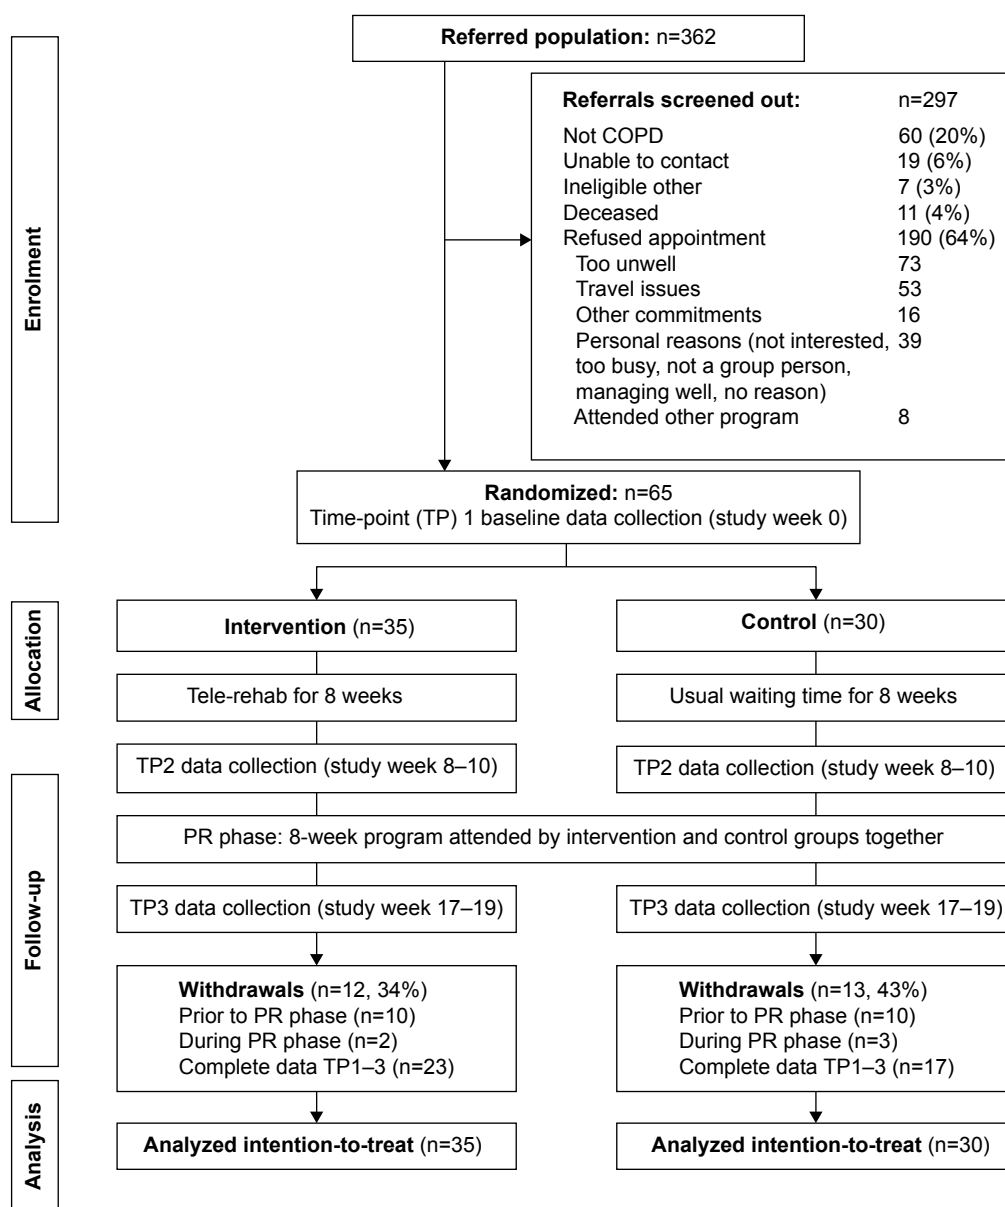 Enrolment
Referred population: n=362
Referrals screened out: n=297
Not COPD 60 (20%)
Unable to contact 19 (6%)
Ineligible other 7 (3%)
Deceased 11 (4%)
Refused appointment 190 (64%)
Too unwell 73
Travel issues 53
Other commitments 16
Personal reasons (not interested, 39
too busy, not a group person,
managing well, no reason)
Attended other program 8
Randomized: n=65
Time-point (TP) 1 baseline data collection (study week 0)
Allocation
Intervention (n=35)
Control (n=30)
Tele-rehab for 8 weeks
Usual waiting time for 8 weeks
Follow-up
TP2 data collection (study week 8–10)
TP2 data collection (study week 8–10)
PR phase: 8-week program attended by intervention and control groups together
TP3 data collection (study week 17–19)
TP3 data collection (study week 17–19)
Withdrawals (n=12, 34%)
Prior to PR phase (n=10)
During PR phase (n=2)
Complete data TP1–3 (n=23)
Withdrawals (n=13, 43%)
Prior to PR phase (n=10)
During PR phase (n=3)
Complete data TP1–3 (n=17)
Analysis
Analyzed intention-to-treat (n=35)
Analyzed intention-to-treat (n=30)